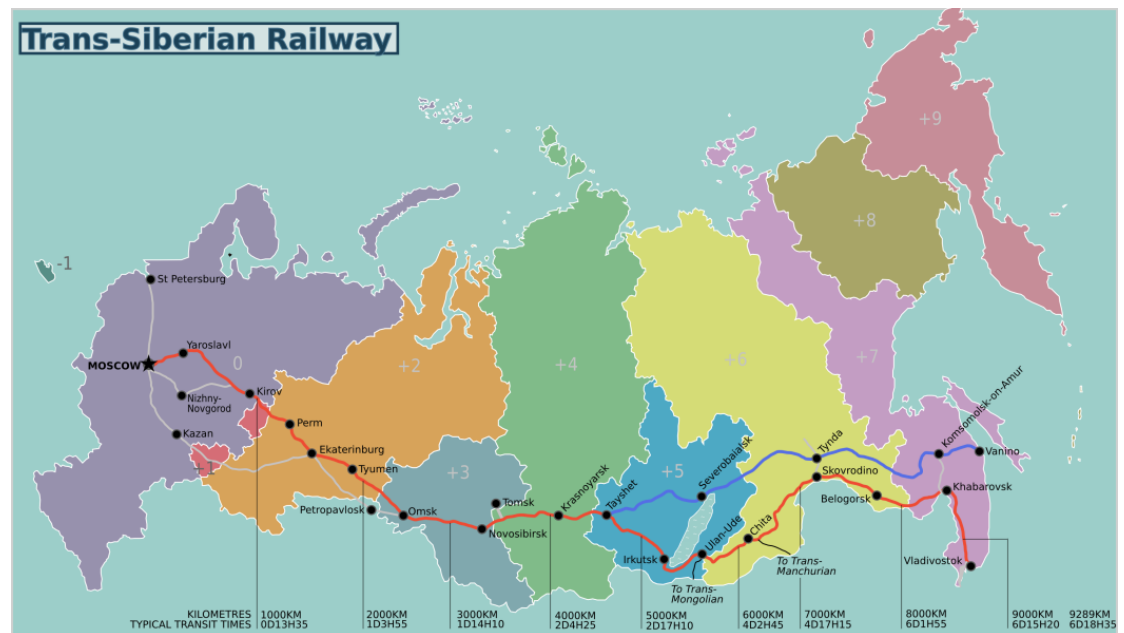 Trans-Siberian Railway
+9
+8
-1
St Petersburg
Yaroslavl
MOSCOW
0
Kirov
Nizhny-
Novgorod
Kazan
+1
Perm
Ekaterinburg
Tyumen
+2
+3
Petropavlosk
Omsk
Tomsk
Novosibirsk
+4
Krasnoyarsk
Tayshet
+5
Severobaialsk
+6
+7
Irkutsk
Ulan-Ude
Chita
Tynda
Skovrodino
Belogorsk
Komsomolsk-on-Amur
Vanino
Khabarovsk
Vladivostok
To Trans-
Mongolian
To Trans-
Manchurian
KILOMETRES
TYPICAL TRANSIT TIMES
1000KM
0D13H35
2000KM
1D3H55
3000KM
1D14H10
4000KM
2D4H25
5000KM
2D17H10
6000KM
4D2H45
7000KM
4D17H15
8000KM
6D1H55
9000KM
6D15H20
9289KM
6D18H35